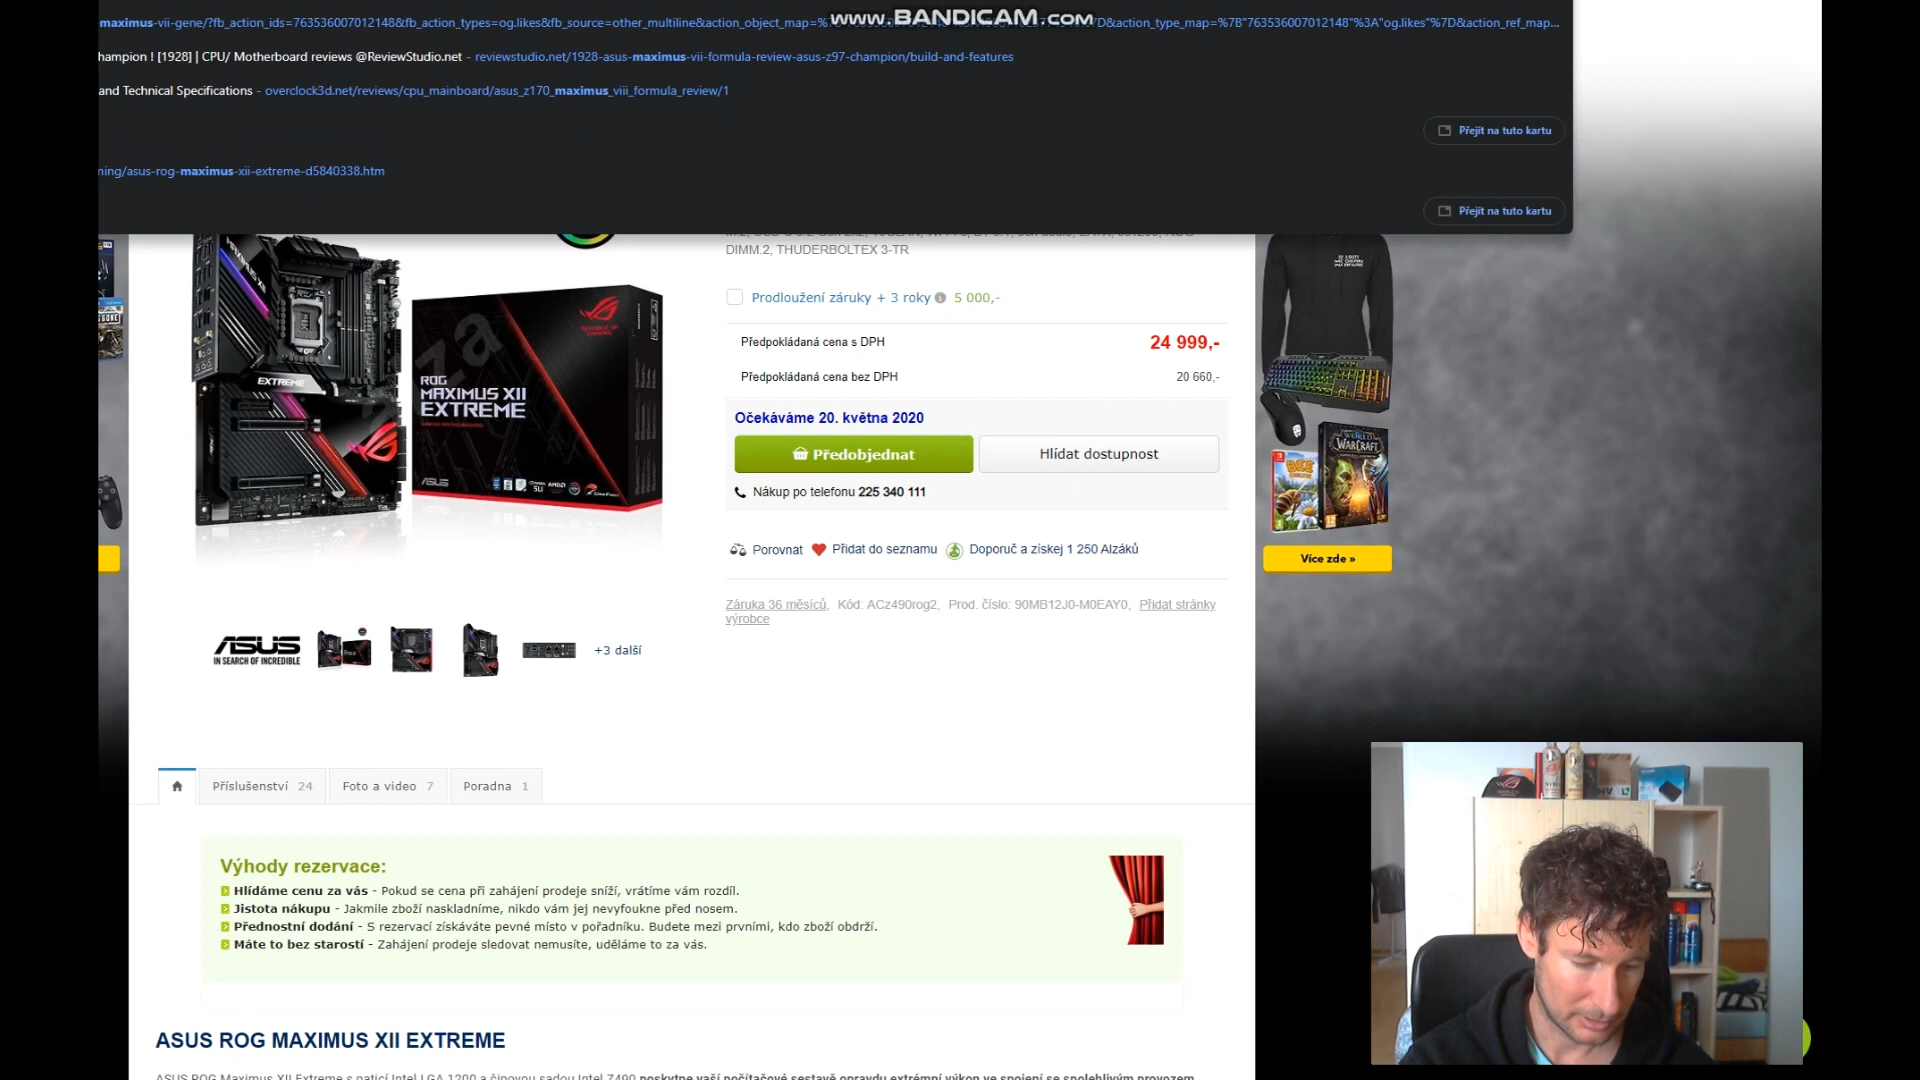 www.BANDICAM.com
maximus-vii-gene/?fb_action_ids=763536007012148&fb_action_types=og.likes&fb_source=other_multiline&action_object_map=%
D&action_type_map=%7B"763536007012148"%3A"og.likes"%7D&action_ref_map...
hampion ! [1928] | CPU/ Motherboard reviews @ReviewStudio.net - reviewstudio.net/1928-asus-maximus-vii-formula-review-asus-z97-champion/build-and-features
and Technical Specifications - overclock3d.net/reviews/cpu_mainboard/asus_z170_maximus_viii_formula_review/1
Přejít na tuto kartu
ning/asus-rog-maximus-xii-extreme-d5840338.htm
Přejít na tuto kartu
DIMM.2, THUDERBOLTEX 3-TR
Prodloužení záruky + 3 roky 5 000,-
Předpokládaná cena s DPH 24 999,-
Předpokládaná cena bez DPH 20 660,-
Očekáváme 20. května 2020
Předobjednat
Hlídat dostupnost
Nákup po telefonu 225 340 111
Porovnat Přidat do seznamu Doporuč a získej 1 250 Alzáků
Záruka 36 měsíců, Kód: ACz490rog2, Prod. číslo: 90MB12J0-M0EAY0, Přidat stránky
výrobce
MAXIMUS XII
EXTREME
ROG
MAXIMUS XII
EXTREME
ASUS
WORLD
WARCRAFT
BEE
Více zde »
ASUS
IN SEARCH OF INCREDIBLE
+3 další
Příslušenství 24
Foto a video 7
Poradna 1
Výhody rezervace:
Hlídáme cenu za vás - Pokud se cena při zahájení prodeje sníží, vrátíme vám rozdíl.
Jistota nákupu - Jakmile zboží naskladníme, nikdo vám jej nevyfoukne před nosem.
Přednostní dodání - S rezervací získáváte pevné místo v pořadníku. Budete mezi prvními, kdo zboží obdrží.
Máte to bez starostí - Zahájení prodeje sledovat nemusíte, uděláme to za vás.
ASUS ROG MAXIMUS XII EXTREME
ASUS ROG Maximus XII Extreme s paticí Intel LGA 1200 a čipovou sadou Intel Z490 poskytne vaší počítačové sestavě opravdu extrémní výkon ve spojení se spolehlivým provozem